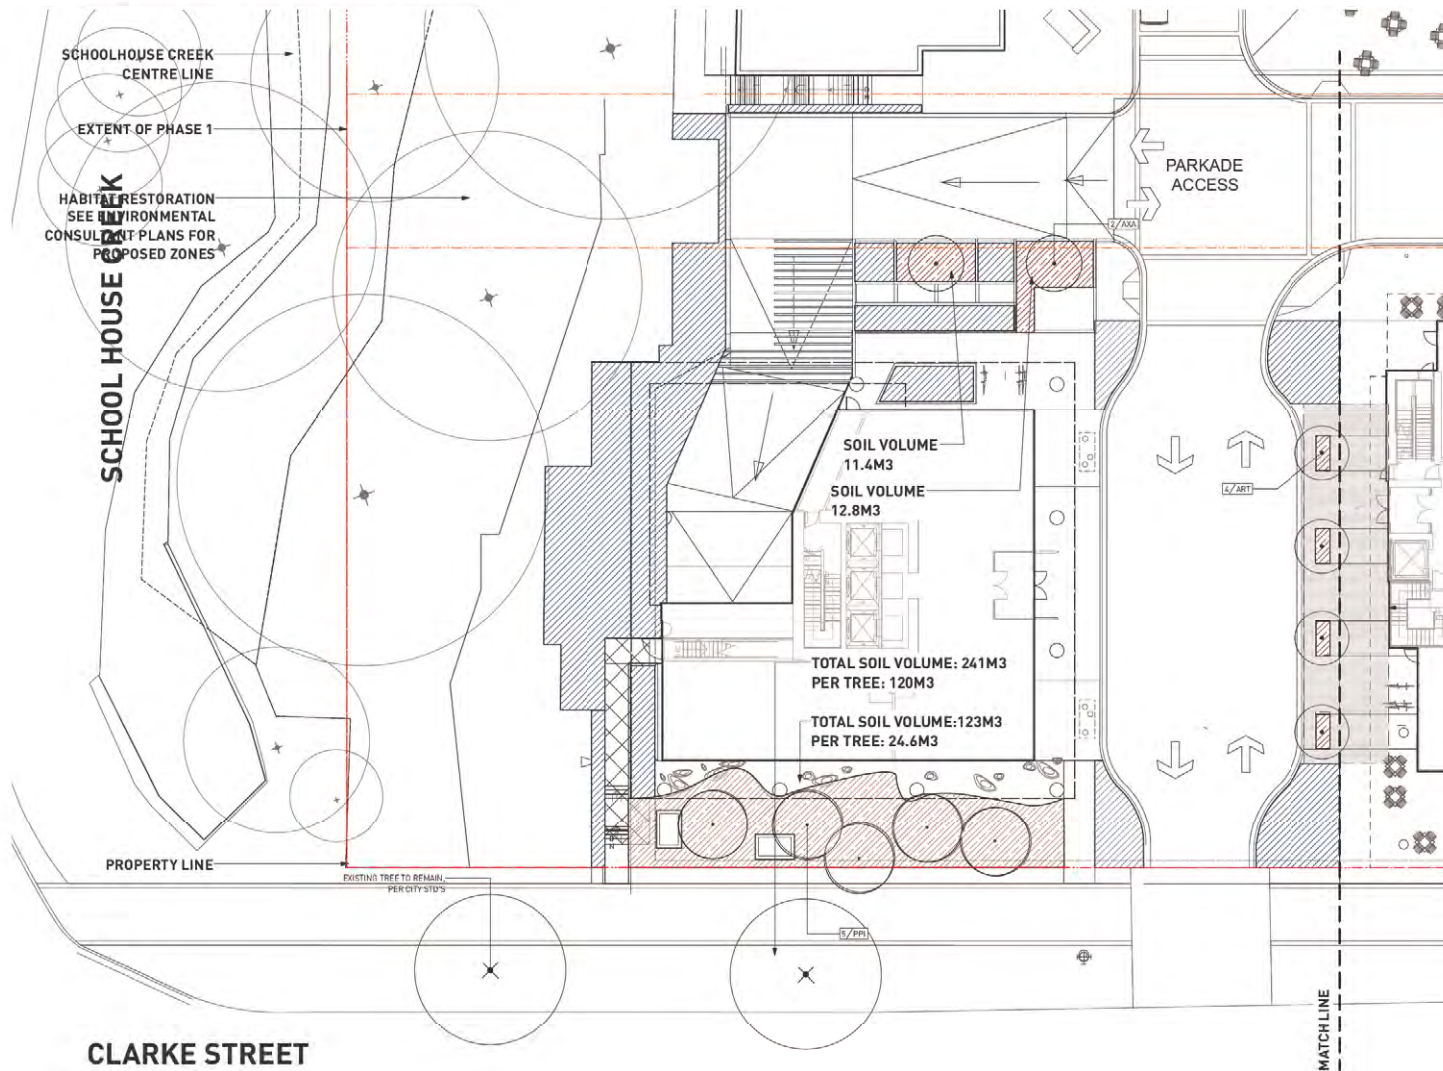 SCHOOLHOUSE CREEK
CENTRE LINE
EXTENT OF PHASE 1
HABITAT RESTORATION
SEE ENVIRONMENTAL
CONSULTANT PLANS FOR
PROPOSED ZONES
SCHOOL HOUSE CREEK
PARKADE
ACCESS
2/AXA
SOIL VOLUME
11.4M3
SOIL VOLUME
12.8M3
4/ART
TOTAL SOIL VOLUME: 241M3
PER TREE: 120M3
TOTAL SOIL VOLUME:123M3
PER TREE: 24.6M3
PROPERTY LINE
EXISTING TREE TO REMAIN,
PER CITY STD'S
5/PPI
MATCH LINE
CLARKE STREET